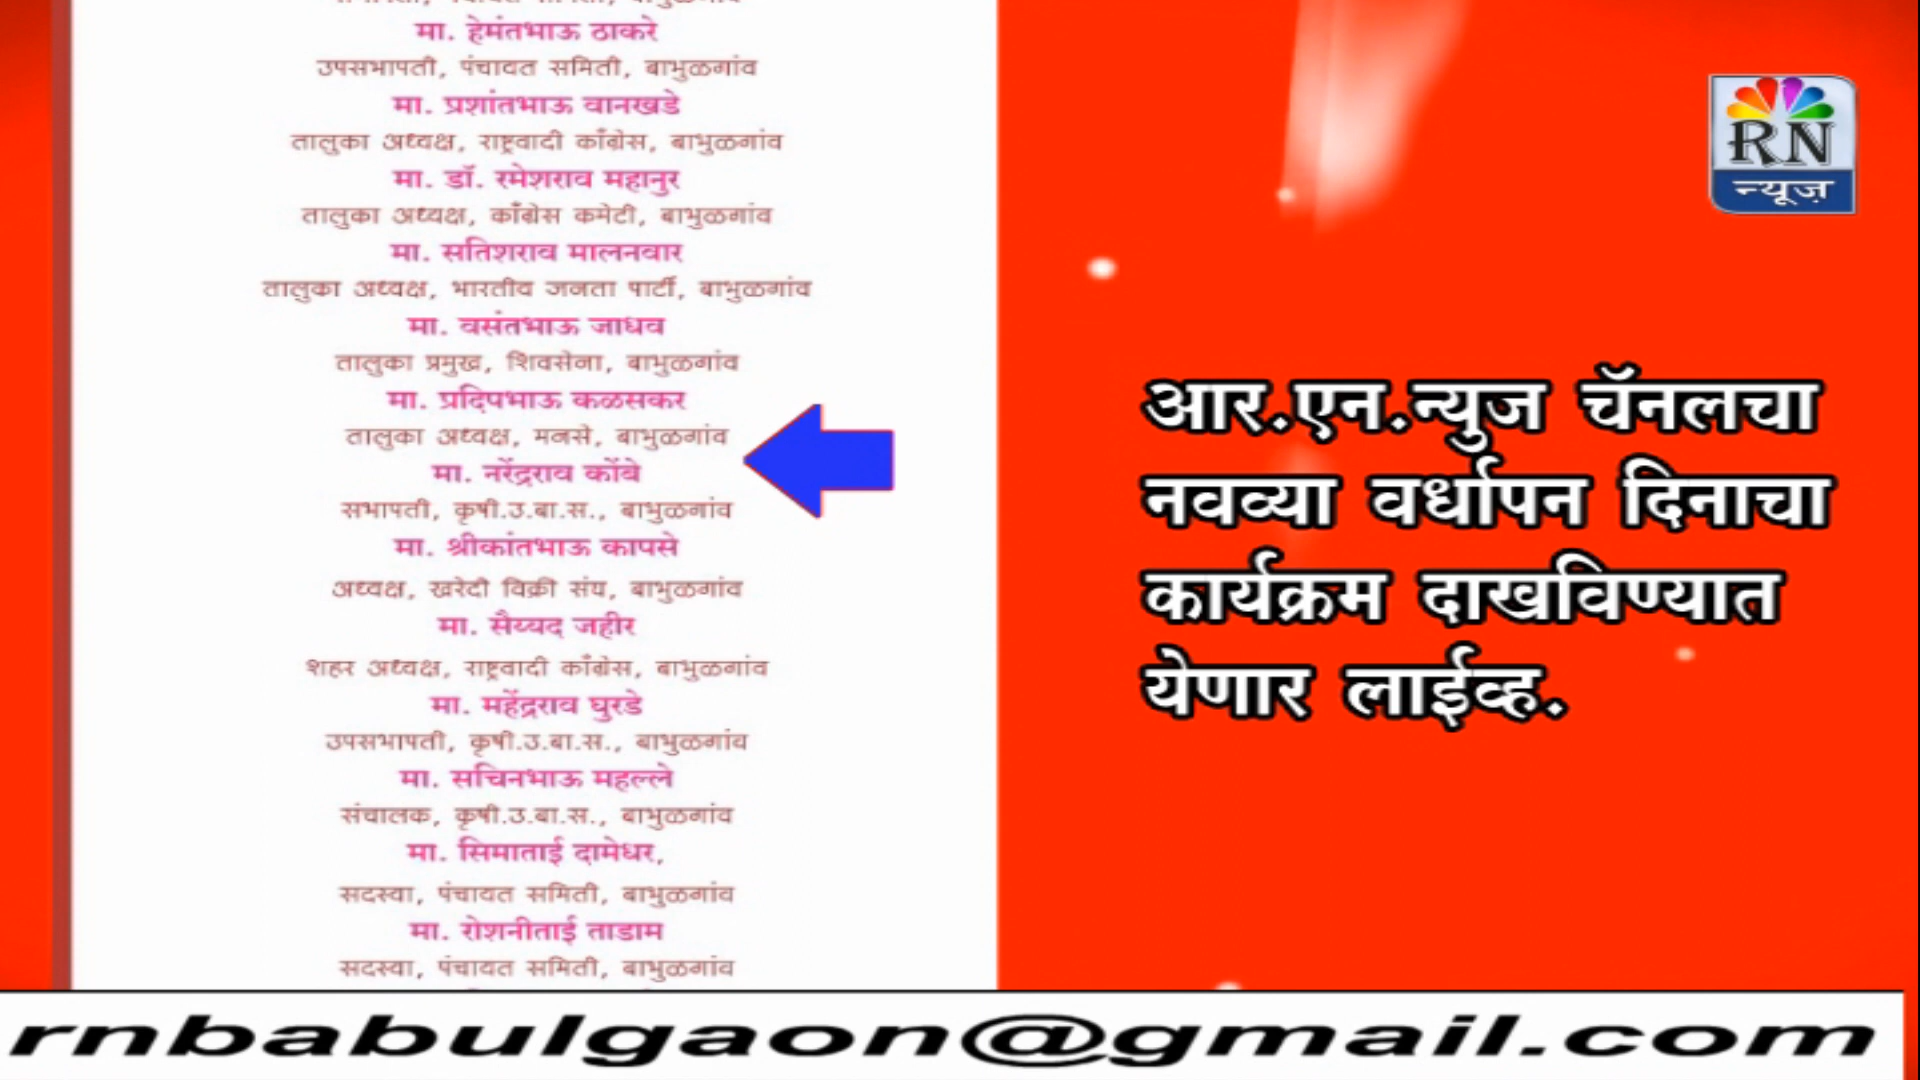 मा. हेमंतभाऊ ठाकरे
उपसभापती, पंचायत समिती, बाभुळगांव
मा. प्रशांतभाऊ वानखडे
तालुका अध्यक्ष, राष्ट्रवादी काँग्रेस, बाभुळगांव
मा. डॉ. रमेशराव महानुर
तालुका अध्यक्ष, काँग्रेस कमेटी, बाभुळगांव
मा. सतिशराव मालनवार
तालुका अध्यक्ष, भारतीय जनता पार्टी, बाभुळगांव
मा. वसंतभाऊ जाधव
तालुका प्रमुख, शिवसेना, बाभुळगांव
मा. प्रदिपभाऊ कळसकर
तालुका अध्यक्ष, मनसे, बाभुळगांव
मा. नरेंद्रराव कोंबे
सभापती, कृषी.उ.बा.स., बाभुळगांव
मा. श्रीकांतभाऊ कापसे
अध्यक्ष, खरेदी विक्री संघ, बाभुळगांव
मा. सैय्यद जहीर
शहर अध्यक्ष, राष्ट्रवादी काँग्रेस, बाभुळगांव
मा. महेंद्रराव घुरडे
उपसभापती, कृषी.उ.बा.स., बाभुळगांव
मा. सचिनभाऊ महल्ले
संचालक, कृषी.उ.बा.स., बाभुळगांव
मा. सिमाताई दामेधर,
सदस्या, पंचायत समिती, बाभुळगांव
मा. रोशनीताई ताडाम
सदस्या, पंचायत समिती, बाभुळगांव
RN
न्यूज़
आर.एन.न्युज चॅनलचा
नवव्या वर्धापन दिनाचा
कार्यक्रम दाखविण्यात
येणार लाईव्ह.
rnbabulgaon@gmail.com